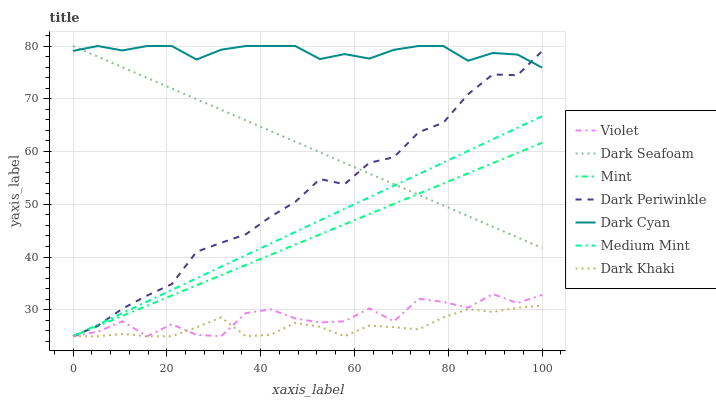 title
yaxis_label
80
70
60
50
40
30
0
20
40
60
80
100
xaxis_label
Violet
Dark Seafoam
Mint
Dark Periwinkle
Dark Cyan
Medium Mint
Dark Khaki